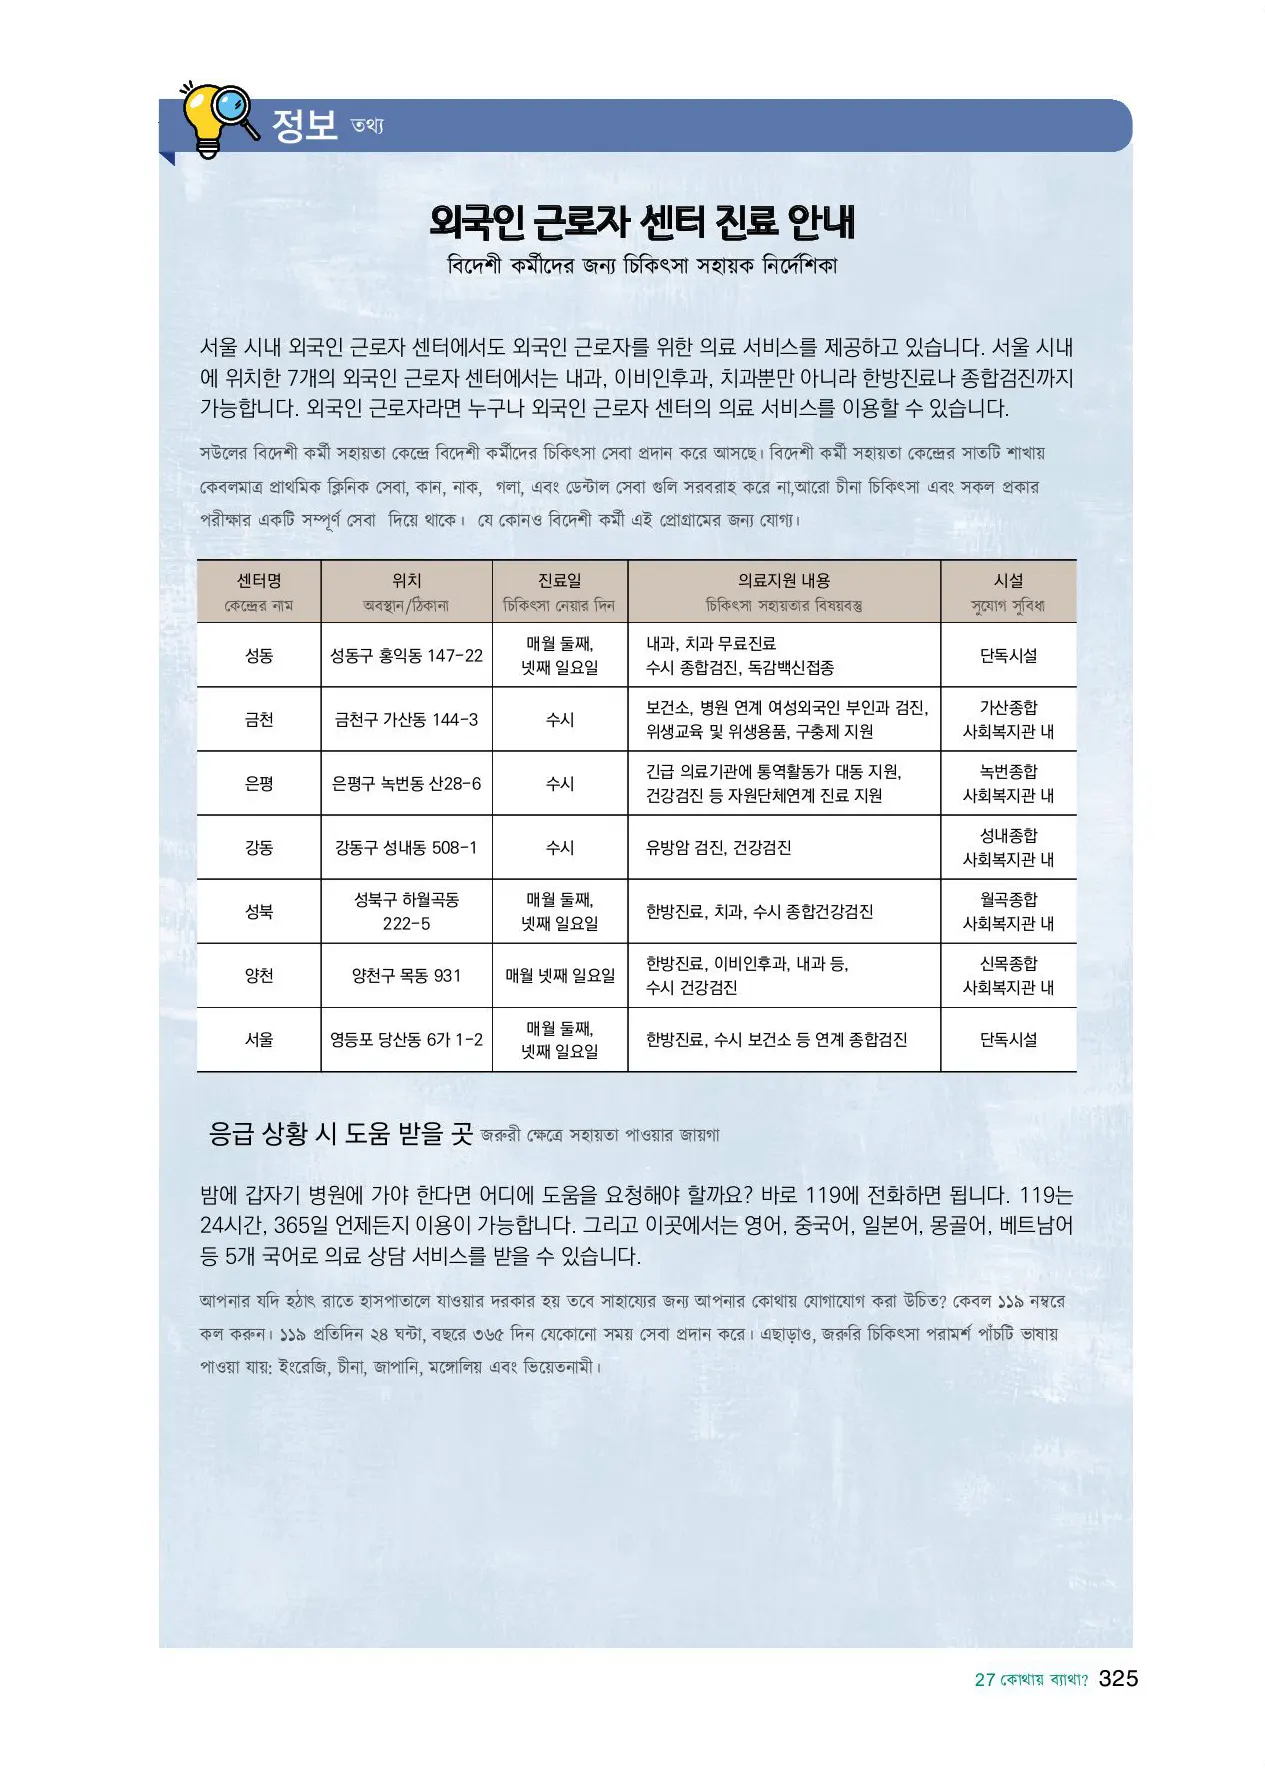 정보 তথ্য
외국인 근로자 센터 진료 안내
বিদেশী কর্মীদের জন্য চিকিৎসা সহায়ক নির্দেশিকা
서울 시내 외국인 근로자 센터에서도 외국인 근로자를 위한 의료 서비스를 제공하고 있습니다. 서울 시내
에 위치한 7개의 외국인 근로자 센터에서는 내과, 이비인후과, 치과뿐만 아니라 한방진료나 종합검진까지
가능합니다. 외국인 근로자라면 누구나 외국인 근로자 센터의 의료 서비스를 이용할 수 있습니다.
সউলের বিদেশী কর্মী সহায়তা কেন্দ্রে বিদেশী কর্মীদের চিকিৎসা সেবা প্রদান করে আসছে। বিদেশী কর্মী সহায়তা কেন্দ্রের সাতটি শাখায়
কেবলমাত্র প্রাথমিক ক্লিনিক সেবা, কান, নাক, গলা, এবং ডেন্টাল সেবা গুলি সরবরাহ করে না,আরো চীনা চিকিৎসা এবং সকল প্রকার
পরীক্ষার একটি সম্পূর্ণ সেবা দিয়ে থাকে। যে কোনও বিদেশী কর্মী এই প্রোগ্রামের জন্য যোগ্য।
센터명 위치 진료일 의료지원 내용 시설
কেন্দ্রের নাম অবস্থান/ঠিকানা চিকিৎসা নেয়ার দিন চিকিৎসা সহায়তার বিষয়বস্তু সুযোগ সুবিধা
성동 성동구 홍익동 147-22 매월 둘째, 내과, 치과 무료진료 단독시설
넷째 일요일 수시 종합검진, 독감백신접종
금천 금천구 가산동 144-3 수시 보건소, 병원 연계 여성외국인 부인과 검진, 가산종합
위생교육 및 위생용품, 구충제 지원 사회복지관 내
은평 은평구 녹번동 산28-6 수시 긴급 의료기관에 통역활동가 대동 지원, 녹번종합
건강검진 등 자원단체연계 진료 지원 사회복지관 내
강동 강동구 성내동 508-1 수시 유방암 검진, 건강검진 성내종합
사회복지관 내
성북 성북구 하월곡동 매월 둘째, 한방진료, 치과, 수시 종합건강검진 월곡종합
222-5 넷째 일요일 사회복지관 내
양천 양천구 목동 931 매월 넷째 일요일 한방진료, 이비인후과, 내과 등, 신목종합
수시 건강검진 사회복지관 내
서울 영등포 당산동 6가 1-2 매월 둘째, 한방진료, 수시 보건소 등 연계 종합검진 단독시설
넷째 일요일
응급 상황 시 도움 받을 곳 জরুরী ক্ষেত্রে সহায়তা পাওয়ার জায়গা
밤에 갑자기 병원에 가야 한다면 어디에 도움을 요청해야 할까요? 바로 119에 전화하면 됩니다. 119는
24시간, 365일 언제든지 이용이 가능합니다. 그리고 이곳에서는 영어, 중국어, 일본어, 몽골어, 베트남어
등 5개 국어로 의료 상담 서비스를 받을 수 있습니다.
আপনার যদি হঠাৎ রাতে হাসপাতালে যাওয়ার দরকার হয় তবে সাহায্যের জন্য আপনার কোথায় যোগাযোগ করা উচিত? কেবল ১১৯ নম্বরে
কল করুন। ১১৯ প্রতিদিন ২৪ ঘন্টা, বছরে ৩৬৫ দিন যেকোনো সময় সেবা প্রদান করে। এছাড়াও, জরুরি চিকিৎসা পরামর্শ পাঁচটি ভাষায়
পাওয়া যায়: ইংরেজি, চীনা, জাপানি, মঙ্গোলিয় এবং ভিয়েতনামী।
27 কোথায় ব্যাথা? 325